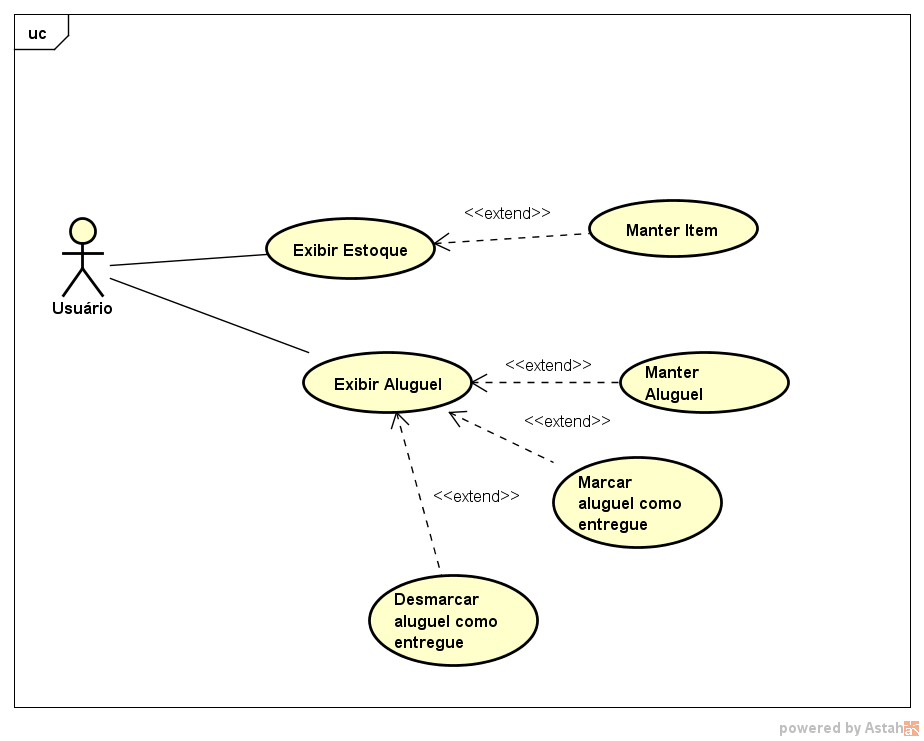 uc
<<extend>>
Manter Item
Exibir Estoque
Usuário
<<extend>>
Manter
Aluguel
Exibir Aluguel
<<extend>>
Marcar
aluguel como
entregue
<<extend>>
Desmarcar
aluguel como
entregue
powered by Astah